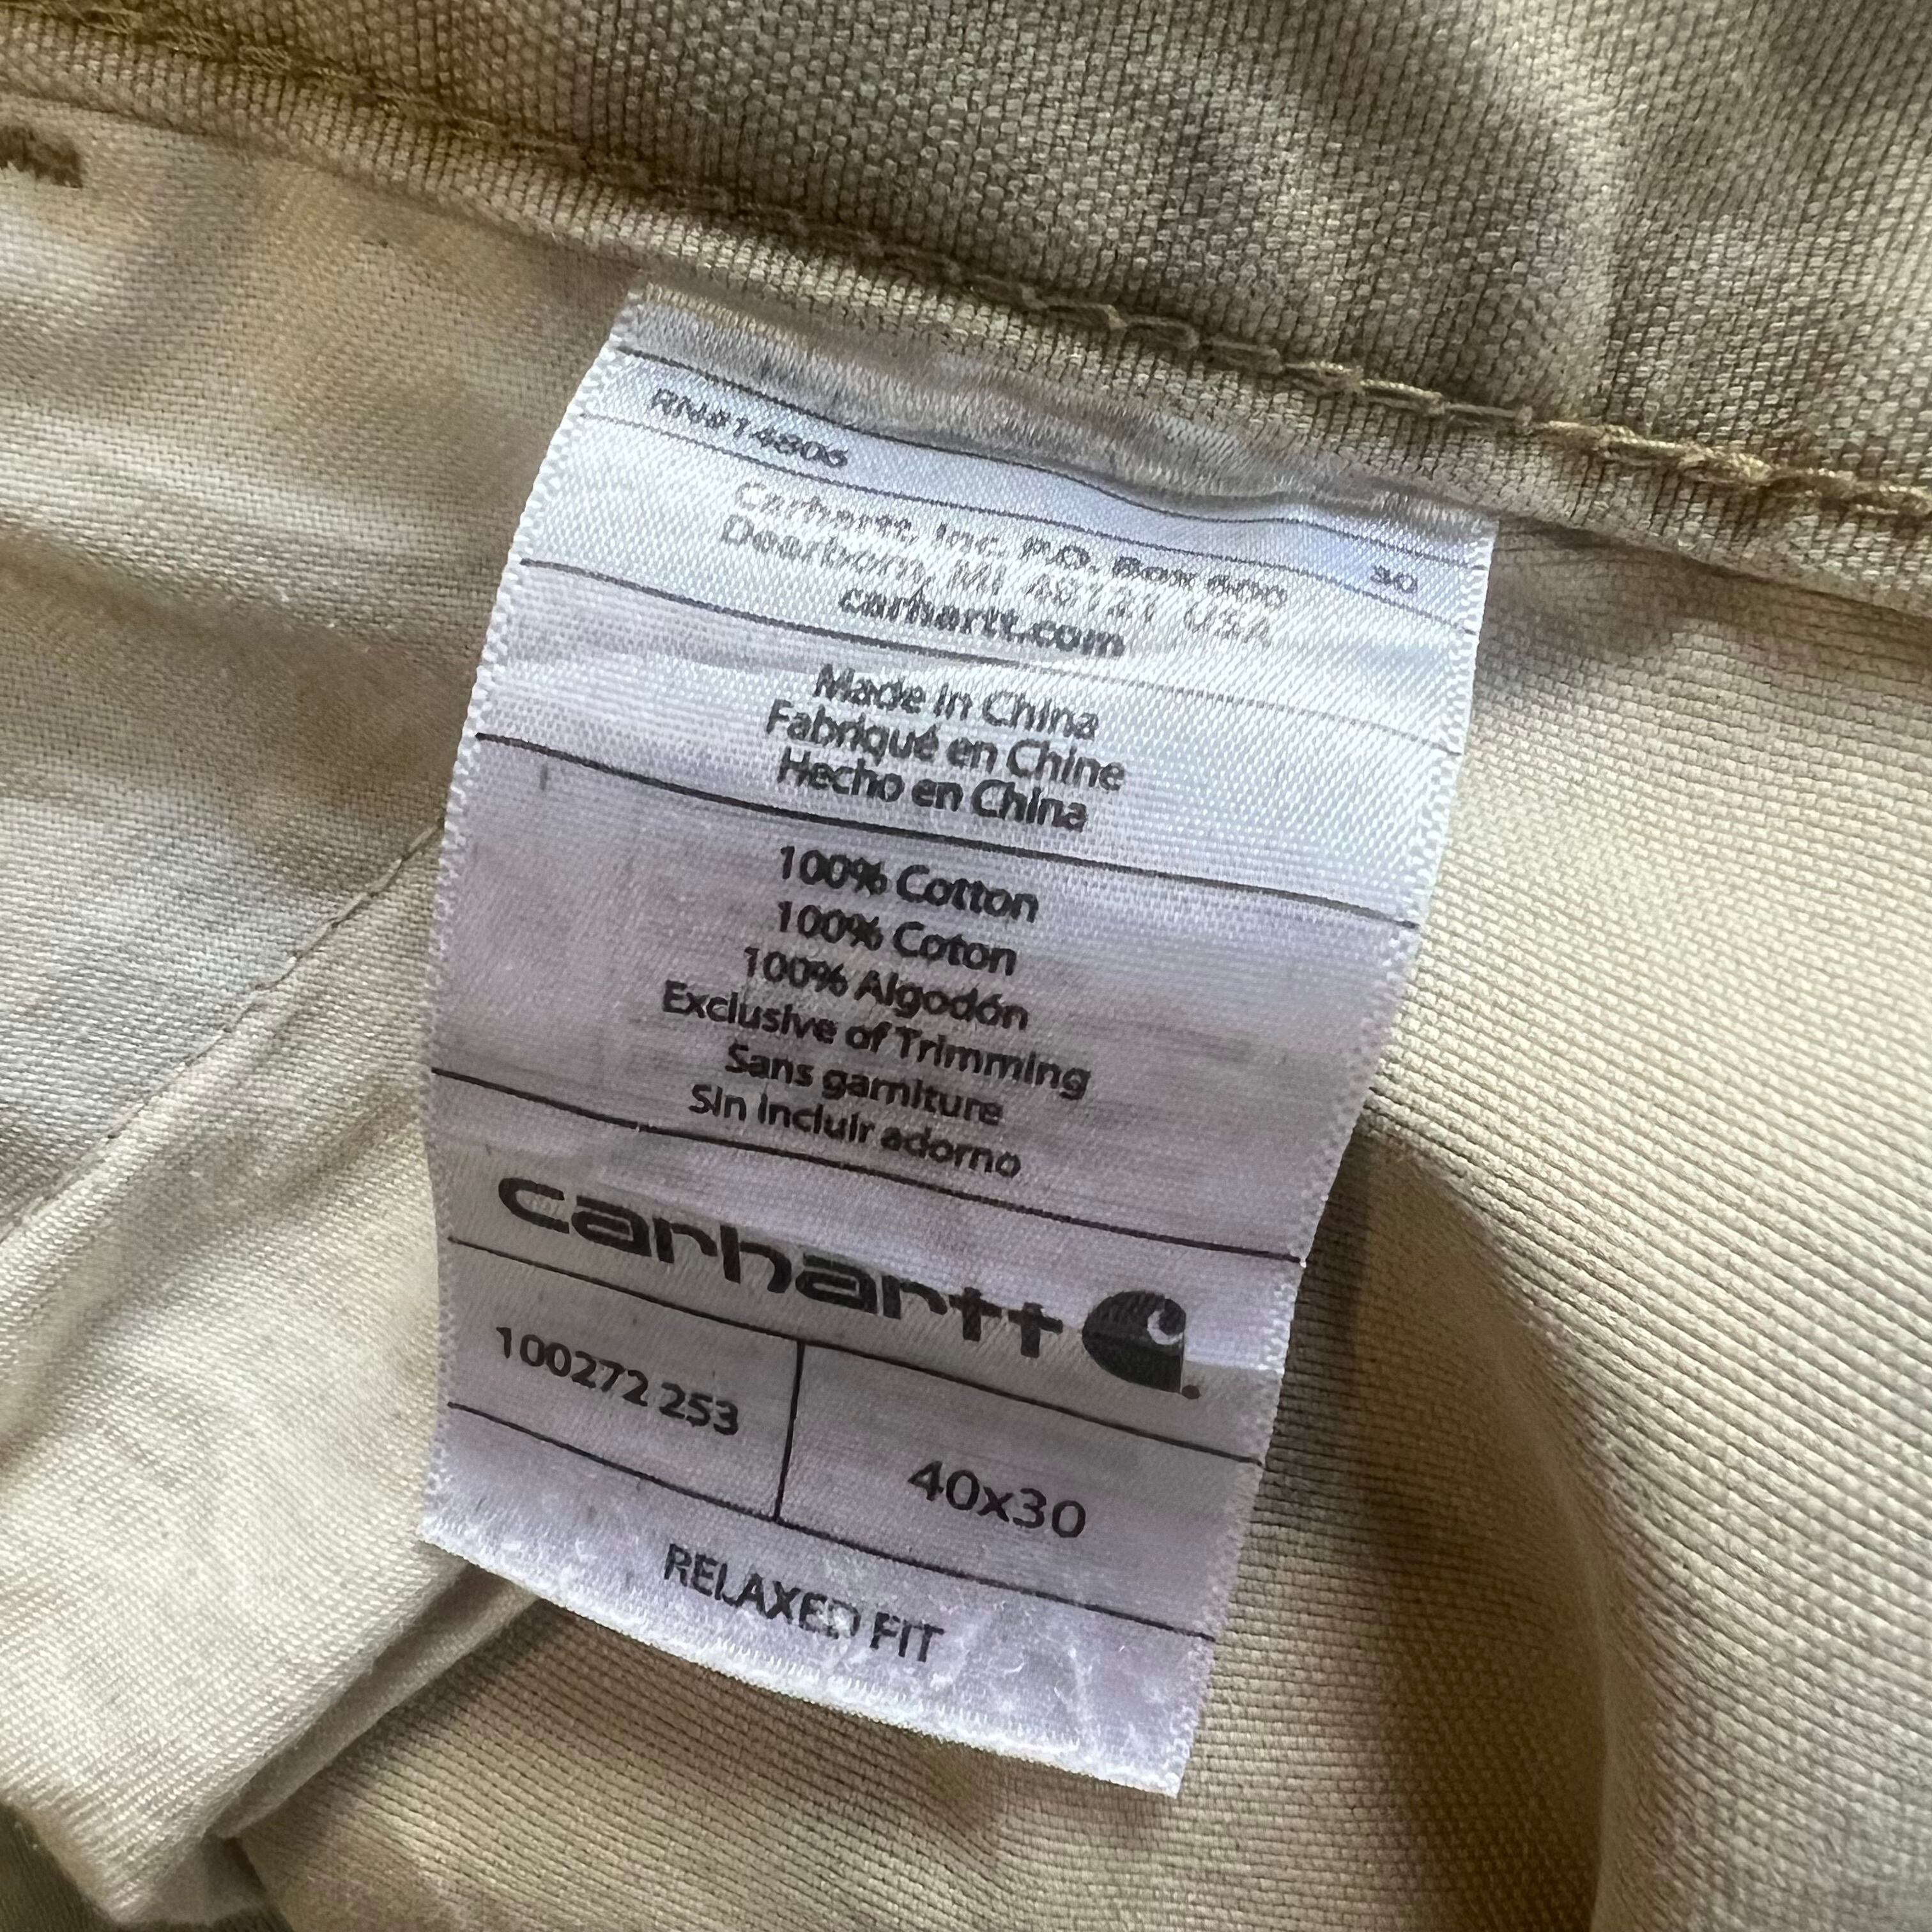 RN#14806
30
Carhartt, Inc. P.O. Box 600
Dearborn, MI 48121 USA
carhartt.com
Made in China
Fabriqué en Chine
Hecho en China
100% Cotton
100% Coton
100% Algodón
Exclusive of Trimming
Sans garniture
Sin incluir adorno
carhartt
100272 253
40x30
RELAXED FIT